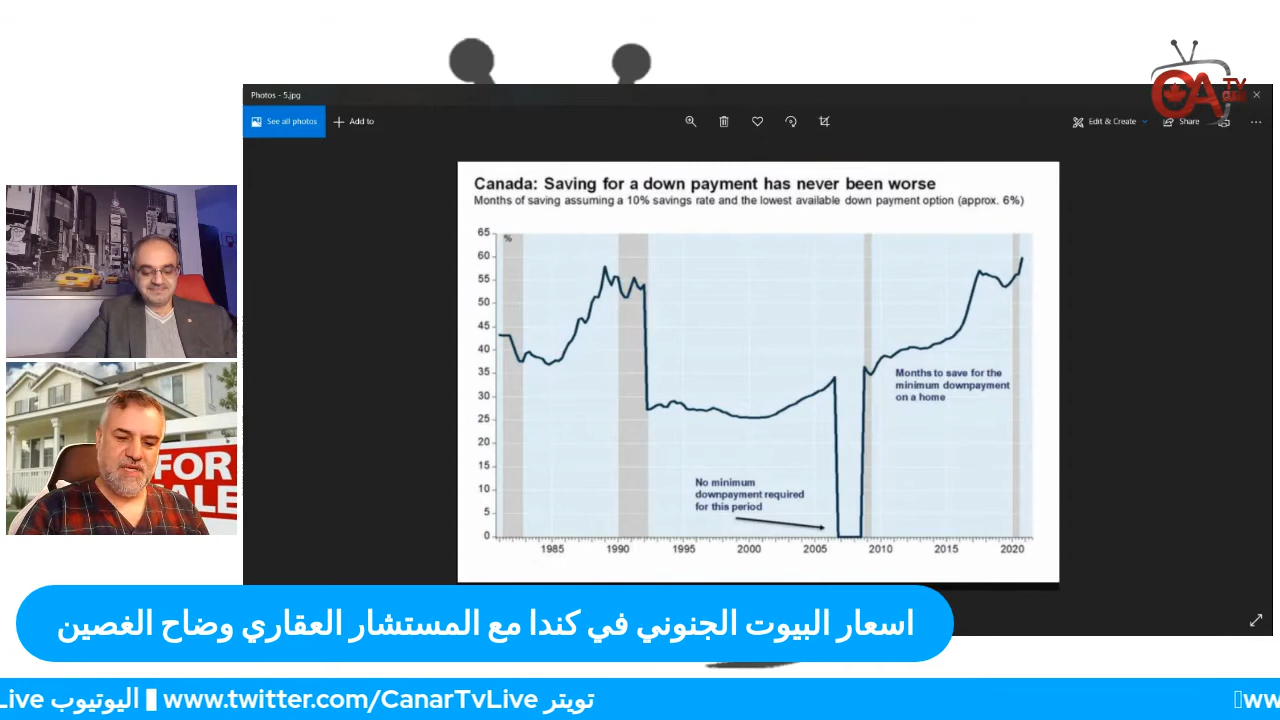 TV
Photos - 5.jpg
See all photos
Add to
Edit & Create
Share
Canada: Saving for a down payment has never been worse
Months of saving assuming a 10% savings rate and the lowest available down payment option (approx. 6%)
65
60
55
50
45
40
35
30
25
20
15
10
5
0
%
Months to save for the
minimum downpayment
on a home
No minimum
downpayment required
for this period
1985 1990 1995 2000 2005 2010 2015 2020
FOR
ALE
اسعار البيوت الجنوني في كندا مع المستشار العقاري وضاح الغصين
تويتر www.twitter.com/CanarTvLive ▮ اليوتيوب
Live
ww